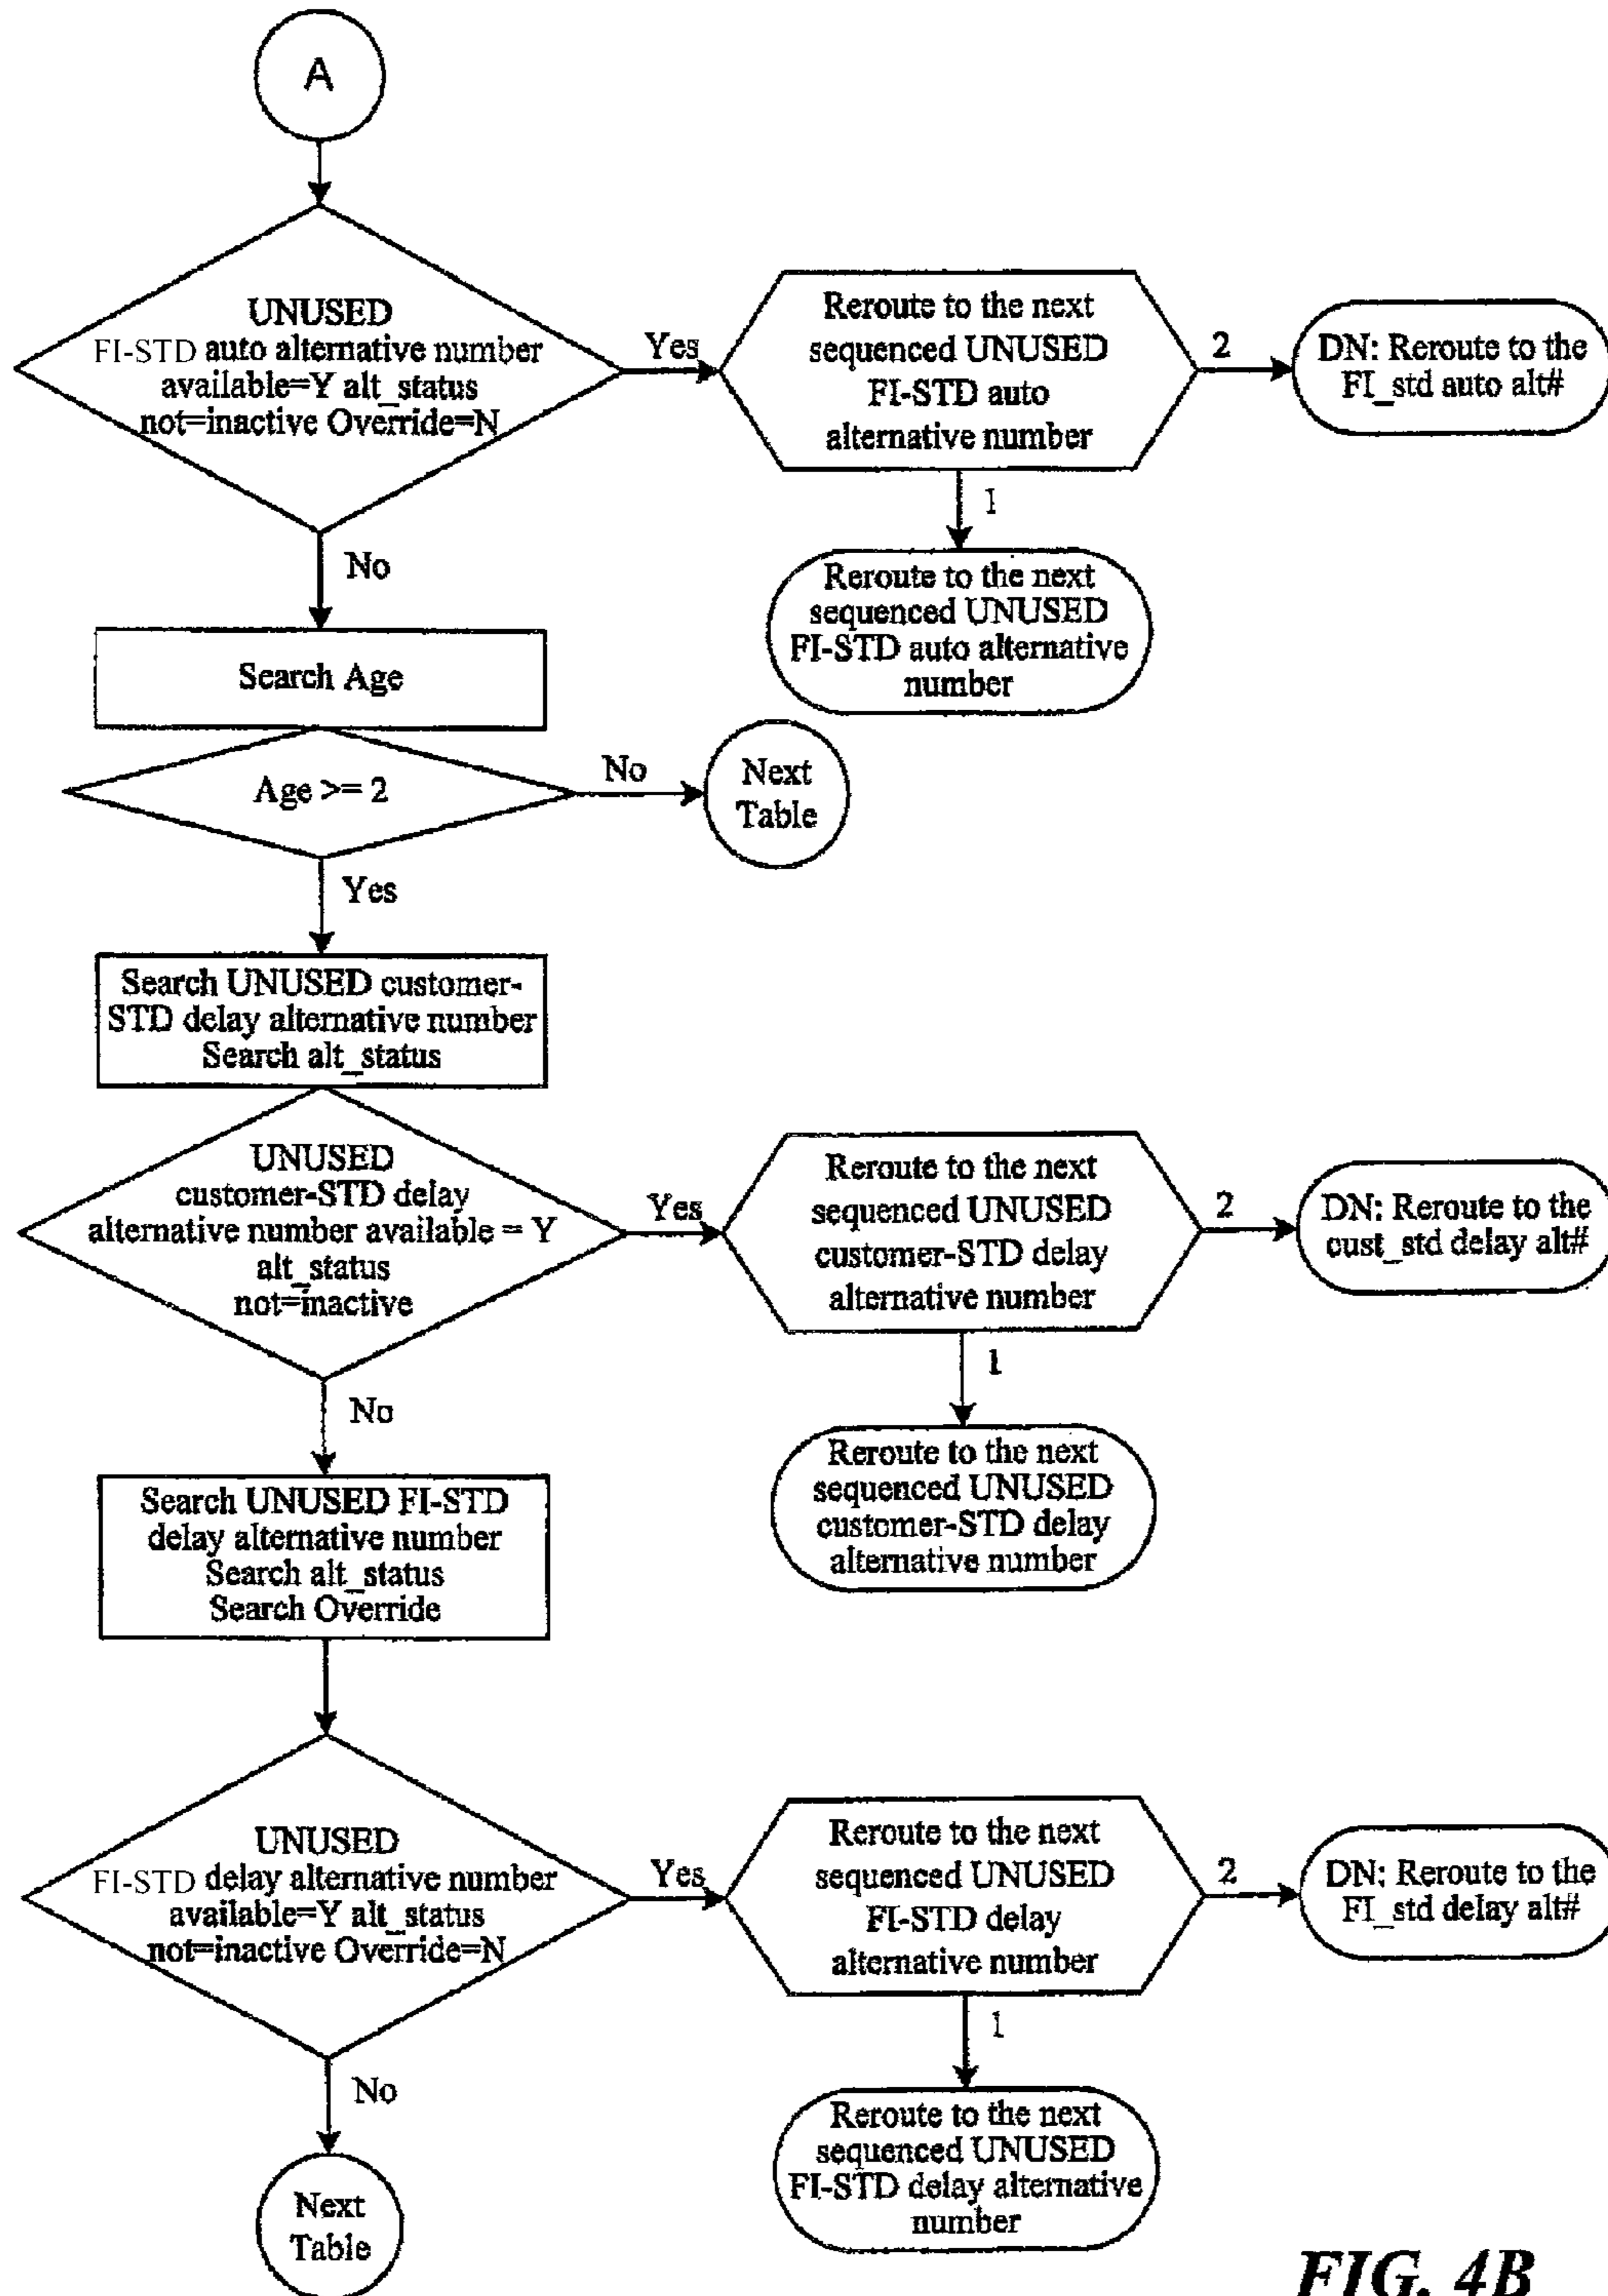 A
UNUSED
FI-STD auto alternative number
available=Y alt_status
not=inactive Override=N
Yes
Reroute to the next
sequenced UNUSED
FI-STD auto
alternative number
2
DN: Reroute to the
FI_std auto alt#
1
Reroute to the next
sequenced UNUSED
FI-STD auto alternative
number
No
Search Age
Age >= 2
No
Next
Table
Yes
Search UNUSED customer-
STD delay alternative number
Search alt_status
UNUSED
customer-STD delay
alternative number available = Y
alt_status
not=inactive
Yes
Reroute to the next
sequenced UNUSED
customer-STD delay
alternative number
2
DN: Reroute to the
cust_std delay alt#
1
Reroute to the next
sequenced UNUSED
customer-STD delay
alternative number
No
Search UNUSED FI-STD
delay alternative number
Search alt_status
Search Override
UNUSED
FI-STD delay alternative number
available=Y alt_status
not=inactive Override=N
Yes
Reroute to the next
sequenced UNUSED
FI-STD delay
alternative number
2
DN: Reroute to the
FI_std delay alt#
1
Reroute to the next
sequenced UNUSED
FI-STD delay alternative
number
No
Next
Table
FIG. 4B